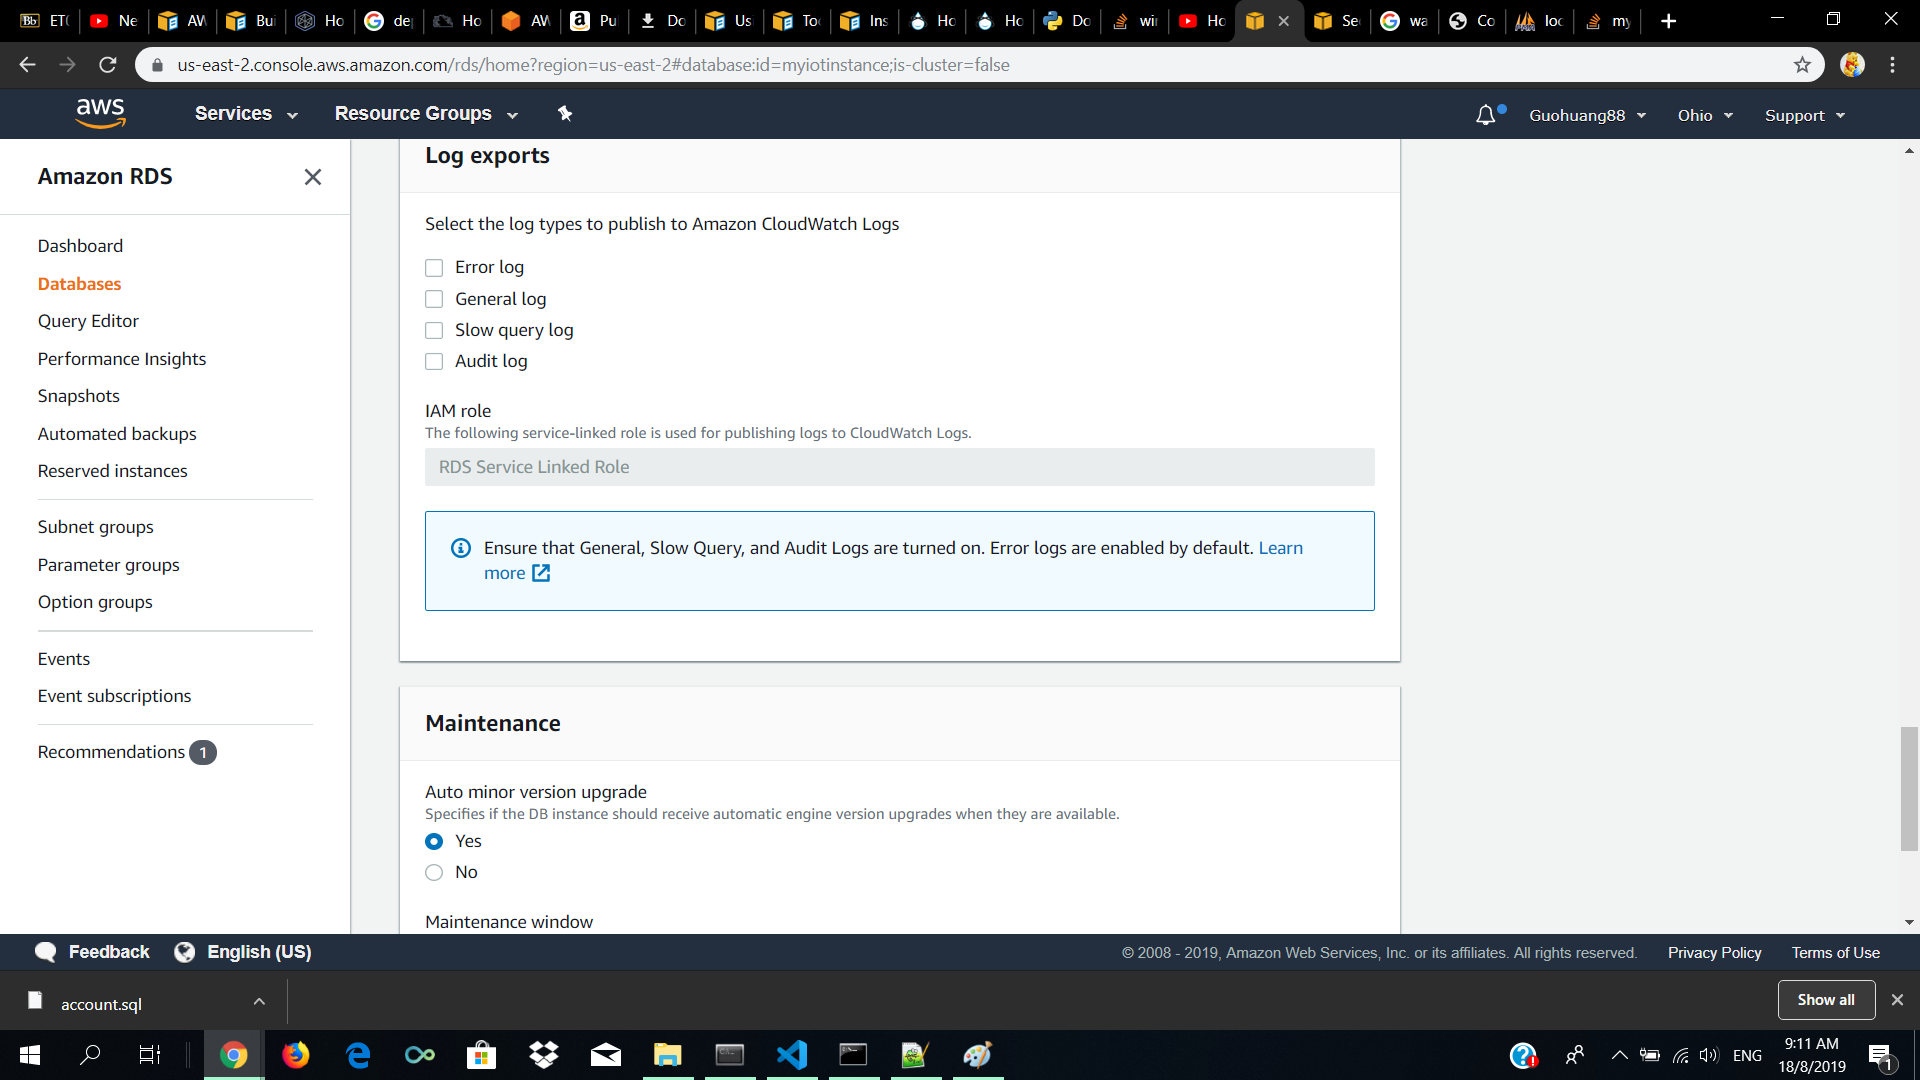 Bb ETC Ne AW Bui Ho de Ho AW a Pu Do Us To Ins Ho Ho Do wir Ho Se wa Co loc my
us-east-2.console.aws.amazon.com/rds/home?region=us-east-2#database:id=myiotinstance;is-cluster=false
aws Services Resource Groups Guohuang88 Ohio Support
Amazon RDS
Dashboard
Databases
Query Editor
Performance Insights
Snapshots
Automated backups
Reserved instances
Subnet groups
Parameter groups
Option groups
Events
Event subscriptions
Recommendations 1
Log exports
Select the log types to publish to Amazon CloudWatch Logs
Error log
General log
Slow query log
Audit log
IAM role
The following service-linked role is used for publishing logs to CloudWatch Logs.
RDS Service Linked Role
Ensure that General, Slow Query, and Audit Logs are turned on. Error logs are enabled by default. Learn
more
Maintenance
Auto minor version upgrade
Specifies if the DB instance should receive automatic engine version upgrades when they are available.
Yes
No
Maintenance window
Feedback English (US) © 2008 - 2019, Amazon Web Services, Inc. or its affiliates. All rights reserved. Privacy Policy Terms of Use
account.sql Show all
ENG
9:11 AM
18/8/2019
1